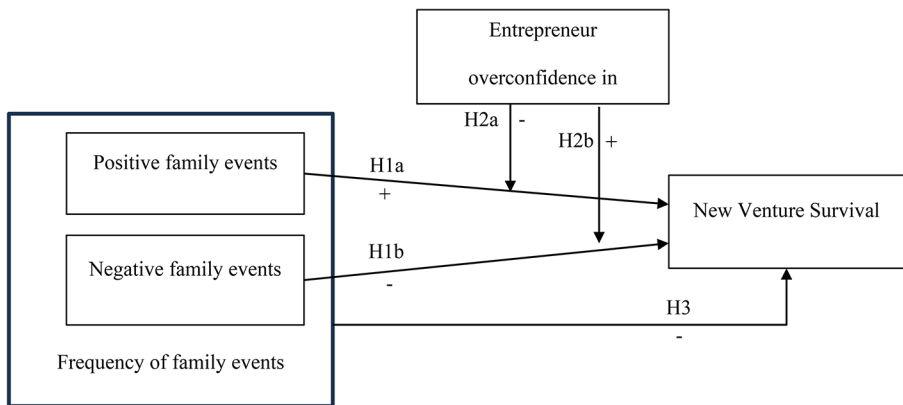 Entrepreneur
overconfidence in
H2a -
H2b +
Positive family events
H1a
+
New Venture Survival
Negative family events
H1b
-
H3
-
Frequency of family events